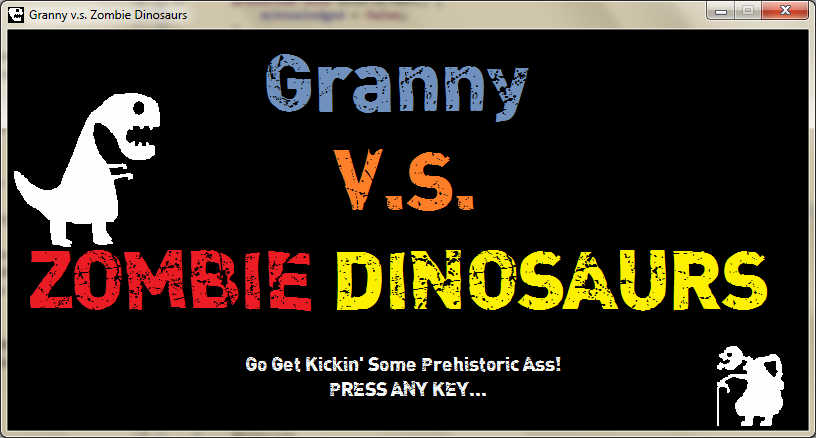 Granny v.s. Zombie Dinosaurs
Granny
V.s.
ZOMBIE DINOSAURS
Go Get Kickin' Some Prehistoric Ass!
PRESS ANY KEY...